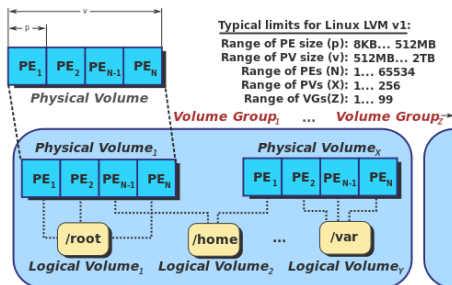 v
p
PE1 PE2 PEN-1 PEN
Physical Volume
Typical limits for Linux LVM v1:
Range of PE size (p): 8KB... 512MB
Range of PV size (v): 512MB... 2TB
Range of PEs (N): 1... 65534
Range of PVs (X): 1... 256
Range of VGs(Z): 1... 99
Volume Group1 ... Volume GroupZ
Physical Volume1 Physical VolumeX
PE1 PE2 PEN-1 PEN PE1 PE2 PEN-1 PEN
/root /home ... /var
Logical Volume1 Logical Volume2 Logical VolumeY